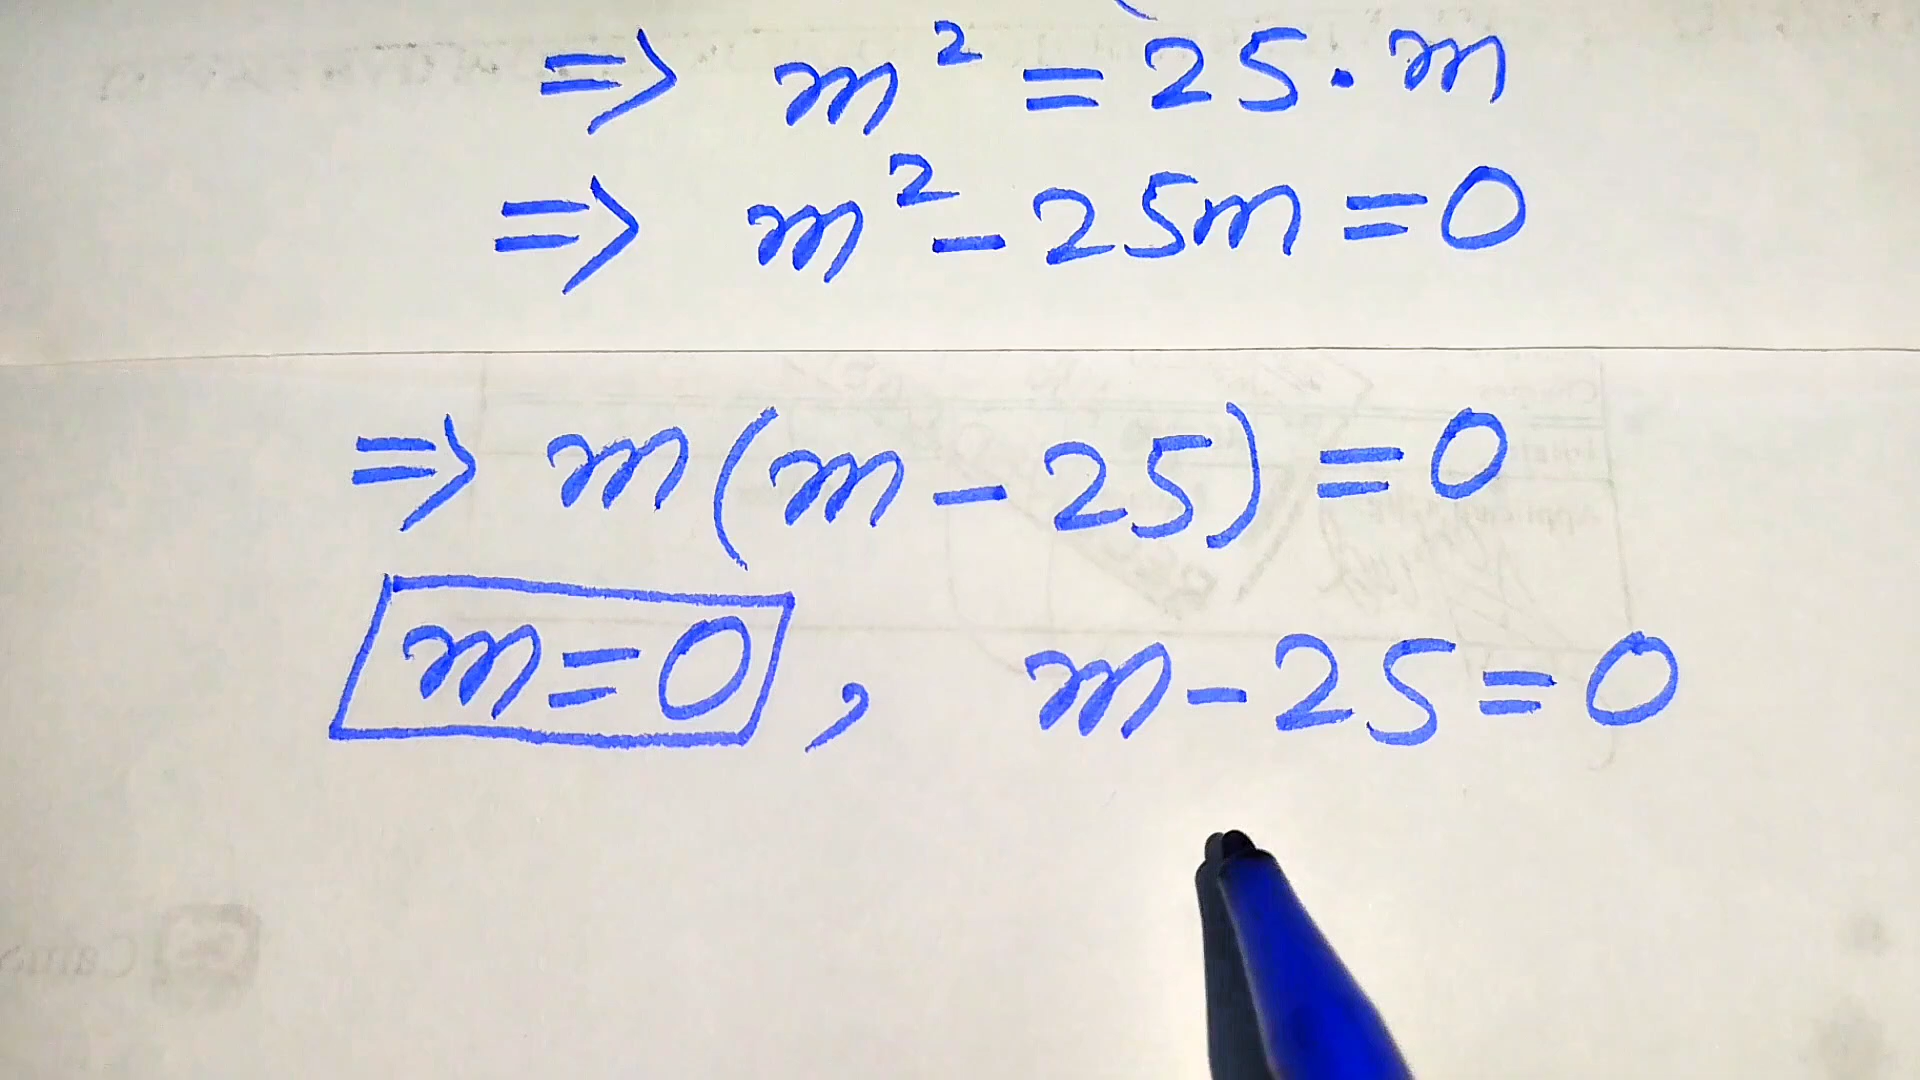 => m² = 25 · m
=> m² - 25m = 0
=> m(m - 25) = 0
m = 0 , m - 25 = 0